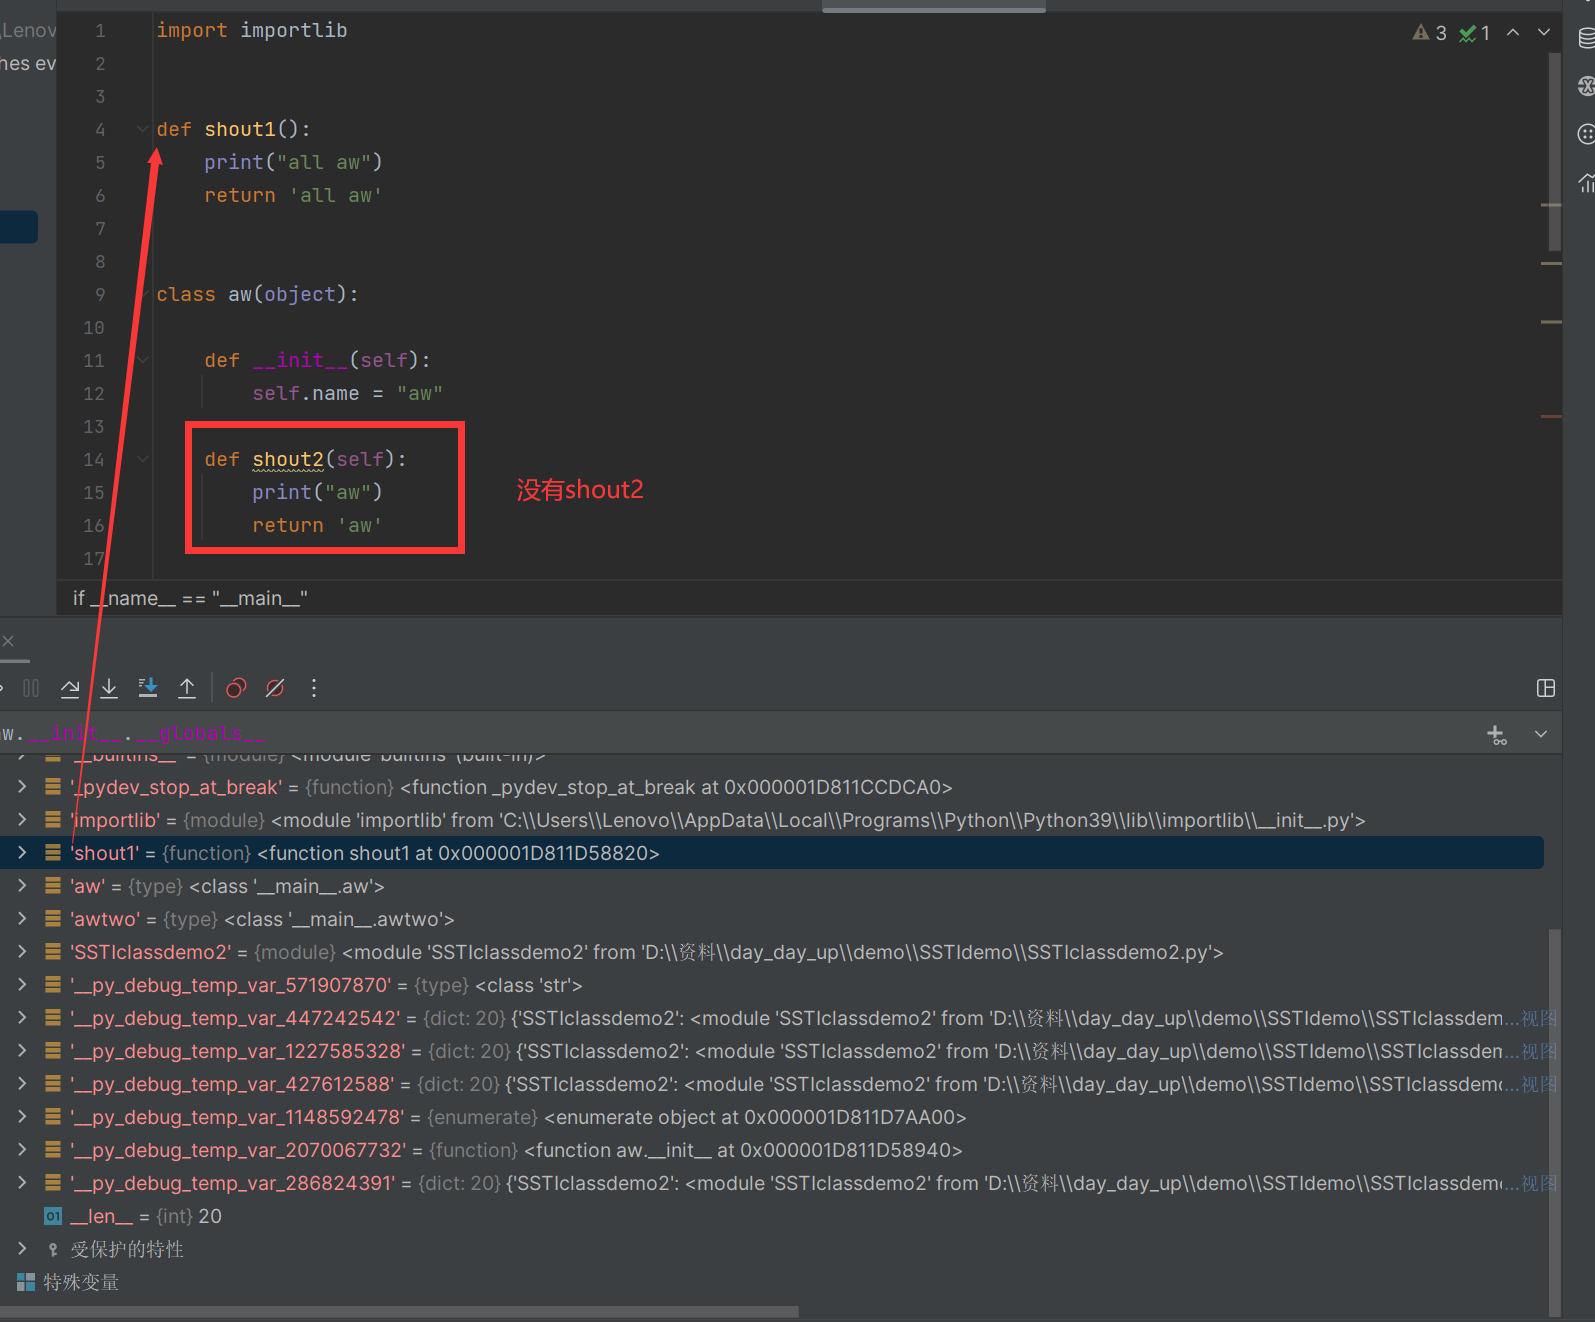 \Lenov
hes ev
3 1
1 import importlib
2
3
4 def shout1():
5 print("all aw")
6 return 'all aw'
7
8
9 class aw(object):
10
11 def __init__(self):
12 self.name = "aw"
13
14 def shout2(self):
15 print("aw")
16 return 'aw'
没有shout2
17
if __name__ == "__main__"
w.__init__.__globals__
'__builtins__' = {module} <module 'builtins' (built-in)>
'_pydev_stop_at_break' = {function} <function _pydev_stop_at_break at 0x000001D811CCDCA0>
'importlib' = {module} <module 'importlib' from 'C:\\Users\\Lenovo\\AppData\\Local\\Programs\\Python\\Python39\\lib\\importlib\\__init__.py'>
'shout1' = {function} <function shout1 at 0x000001D811D58820>
'aw' = {type} <class '__main__.aw'>
'awtwo' = {type} <class '__main__.awtwo'>
'SSTIclassdemo2' = {module} <module 'SSTIclassdemo2' from 'D:\\资料\\day_day_up\\demo\\SSTIdemo\\SSTIclassdemo2.py'>
'__py_debug_temp_var_571907870' = {type} <class 'str'>
'__py_debug_temp_var_447242542' = {dict: 20} {'SSTIclassdemo2': <module 'SSTIclassdemo2' from 'D:\\资料\\day_day_up\\demo\\SSTIdemo\\SSTIclassdem...视图
'__py_debug_temp_var_1227585328' = {dict: 20} {'SSTIclassdemo2': <module 'SSTIclassdemo2' from 'D:\\资料\\day_day_up\\demo\\SSTIdemo\\SSTIclassden...视图
'__py_debug_temp_var_427612588' = {dict: 20} {'SSTIclassdemo2': <module 'SSTIclassdemo2' from 'D:\\资料\\day_day_up\\demo\\SSTIdemo\\SSTIclassdemo...视图
'__py_debug_temp_var_1148592478' = {enumerate} <enumerate object at 0x000001D811D7AA00>
'__py_debug_temp_var_2070067732' = {function} <function aw.__init__ at 0x000001D811D58940>
'__py_debug_temp_var_286824391' = {dict: 20} {'SSTIclassdemo2': <module 'SSTIclassdemo2' from 'D:\\资料\\day_day_up\\demo\\SSTIdemo\\SSTIclassdemo...视图
01 __len__ = {int} 20
受保护的特性
特殊变量